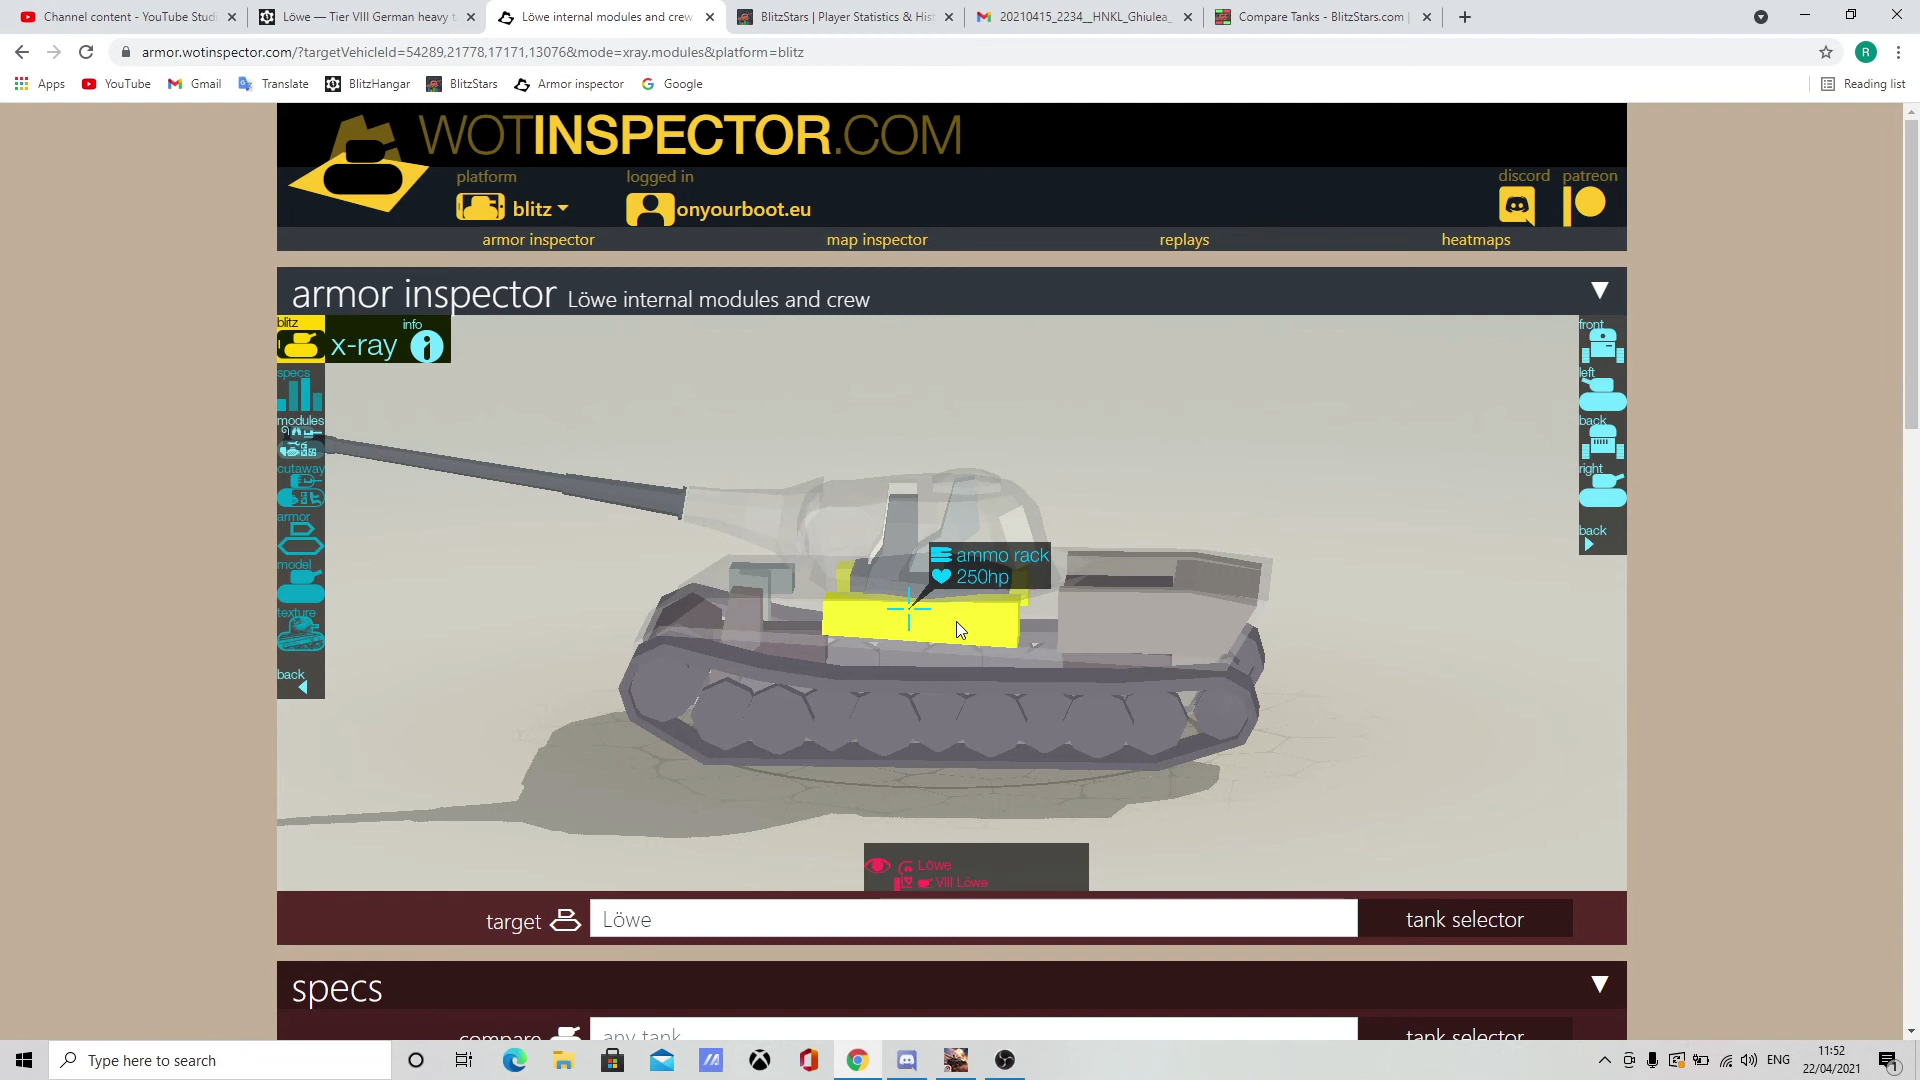 Channel content - YouTube Studi
Löwe — Tier VIII German heavy t
Löwe internal modules and crew
BlitzStars | Player Statistics & His
20210415_2234__HNKL_Ghiulea_
Compare Tanks - BlitzStars.com |
armor.wotinspector.com/?targetVehicleId=54289,21778,17171,13076&mode=xray.modules&platform=blitz
R
Apps
YouTube
Gmail
Translate
BlitzHangar
BlitzStars
Armor inspector
Google
Reading list
WOTINSPECTOR.COM
platform
logged in
discord
patreon
blitz
onyourboot.eu
armor inspector
map inspector
replays
heatmaps
armor inspector Löwe internal modules and crew
blitz
x-ray
info
specs
modules
cutaway
armor
model
texture
back
front
left
back
right
back
ammo rack
250hp
Löwe
VIII Löwe
target
Löwe
tank selector
specs
compare
any tank
tank selector
Type here to search
ENG
11:52
22/04/2021
1